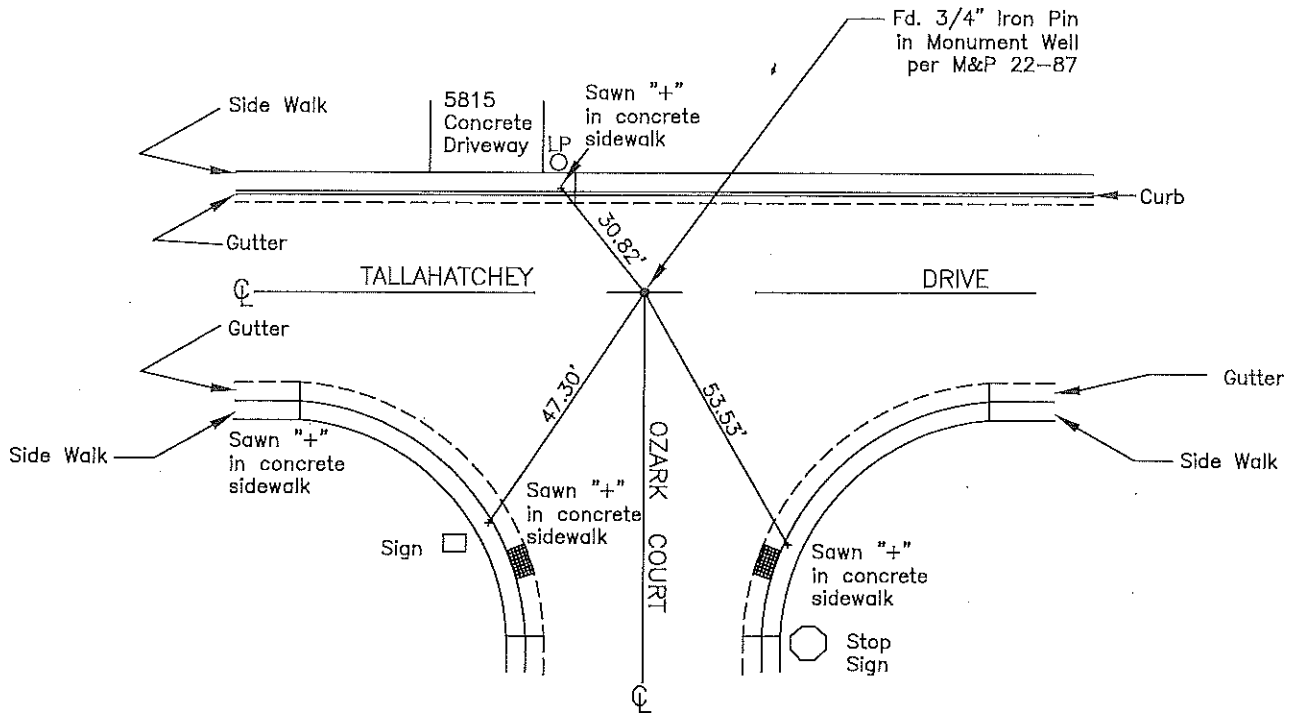 Fd. 3/4" Iron Pin
in Monument Well
per M&P 22-87
Side Walk
5815
Concrete
Driveway
LP
Sawn "+"
in concrete
sidewalk
Curb
Gutter
30.82'
℄
TALLAHATCHEY
DRIVE
Gutter
Gutter
47.30'
53.53'
Side Walk
Sawn "+"
in concrete
sidewalk
Side Walk
OZARK COURT
Sawn "+"
in concrete
sidewalk
Sign
Sawn "+"
in concrete
sidewalk
Stop
Sign
℄